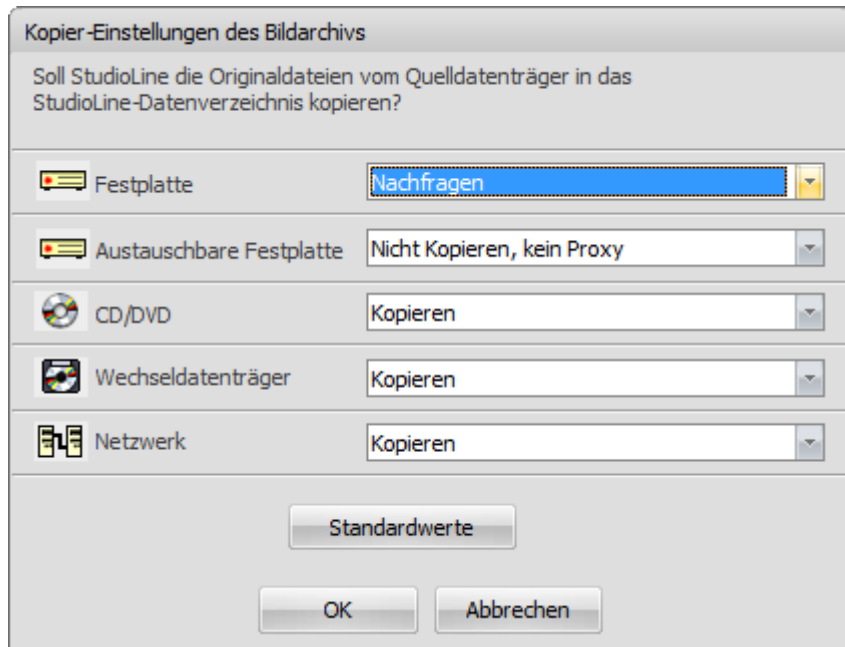 Kopier-Einstellungen des Bildarchivs
Soll StudioLine die Originaldateien vom Quelldatenträger in das
StudioLine-Datenverzeichnis kopieren?
Festplatte Nachfragen
Austauschbare Festplatte Nicht Kopieren, kein Proxy
CD/DVD Kopieren
Wechseldatenträger Kopieren
Netzwerk Kopieren
Standardwerte
OK Abbrechen